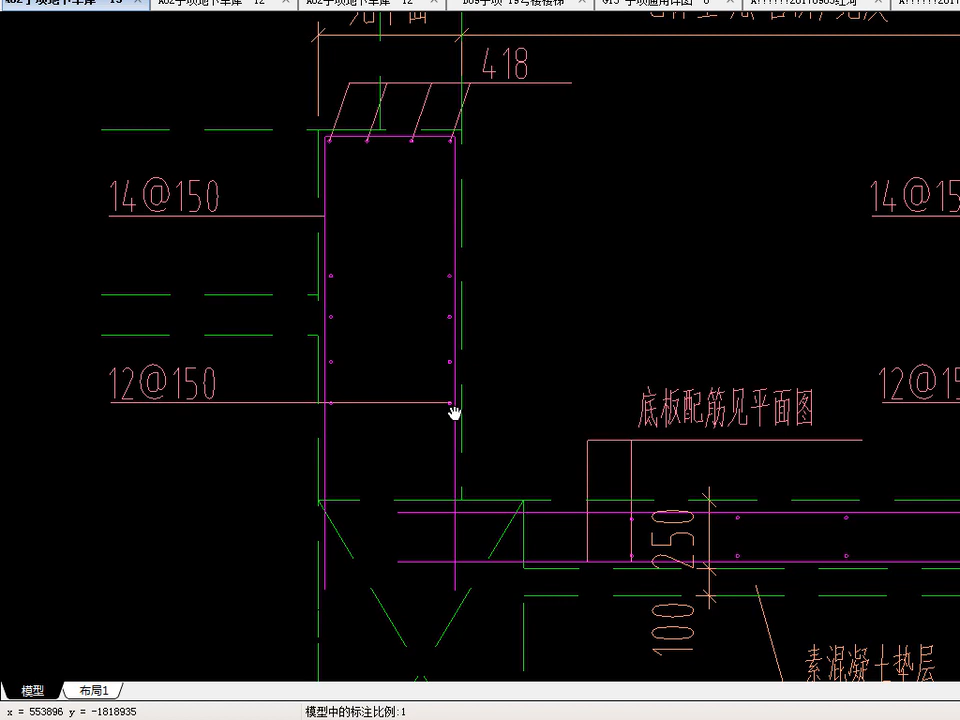 418
14@150
14@15
12@150
12@15
底板配筋见平面图
250
100
素混凝土垫层
模型
布局1
x = 553896 y = -1818935
模型中的标注比例:1